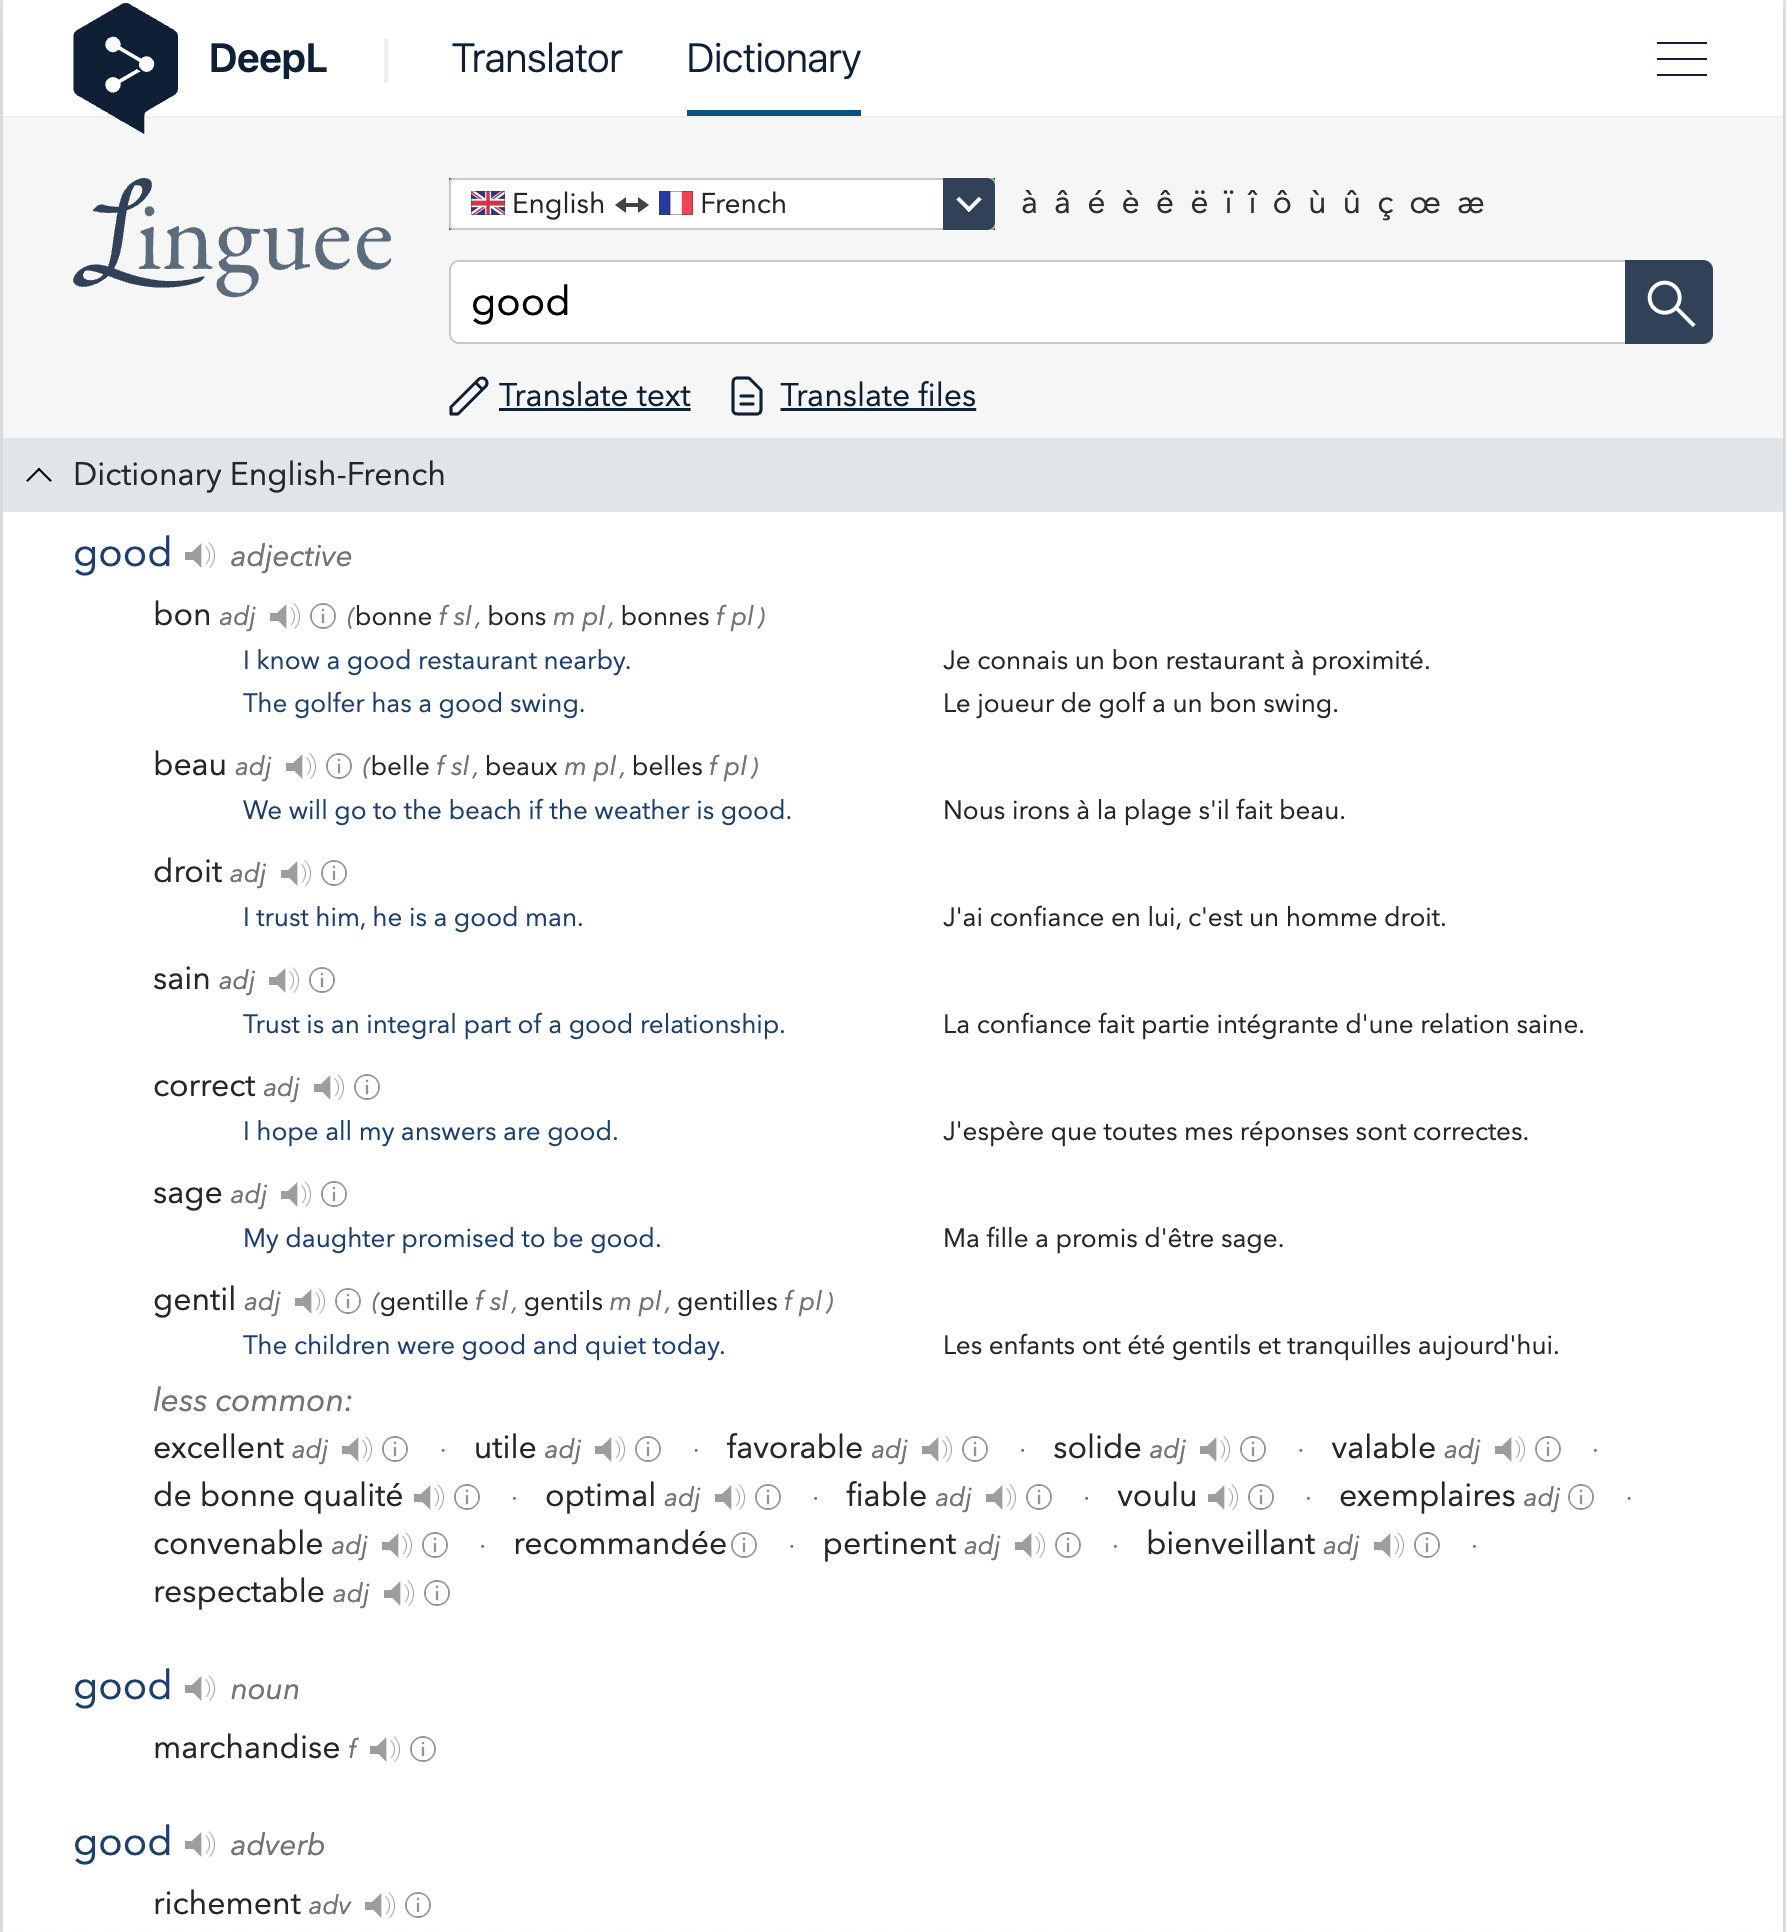 DeepL Translator Dictionary
Linguee
English ↔ French à â é è ê ë ï î ô ù û ç œ æ
good
Translate text Translate files
Dictionary English-French
good adjective
bon adj (bonne f sl, bons m pl, bonnes f pl)
I know a good restaurant nearby. Je connais un bon restaurant à proximité.
The golfer has a good swing. Le joueur de golf a un bon swing.
beau adj (belle f sl, beaux m pl, belles f pl)
We will go to the beach if the weather is good. Nous irons à la plage s'il fait beau.
droit adj
I trust him, he is a good man. J'ai confiance en lui, c'est un homme droit.
sain adj
Trust is an integral part of a good relationship. La confiance fait partie intégrante d'une relation saine.
correct adj
I hope all my answers are good. J'espère que toutes mes réponses sont correctes.
sage adj
My daughter promised to be good. Ma fille a promis d'être sage.
gentil adj (gentille f sl, gentils m pl, gentilles f pl)
The children were good and quiet today. Les enfants ont été gentils et tranquilles aujourd'hui.
less common:
excellent adj · utile adj · favorable adj · solide adj · valable adj ·
de bonne qualité · optimal adj · fiable adj · voulu · exemplaires adj ·
convenable adj · recommandée · pertinent adj · bienveillant adj ·
respectable adj
good noun
marchandise f
good adverb
richement adv